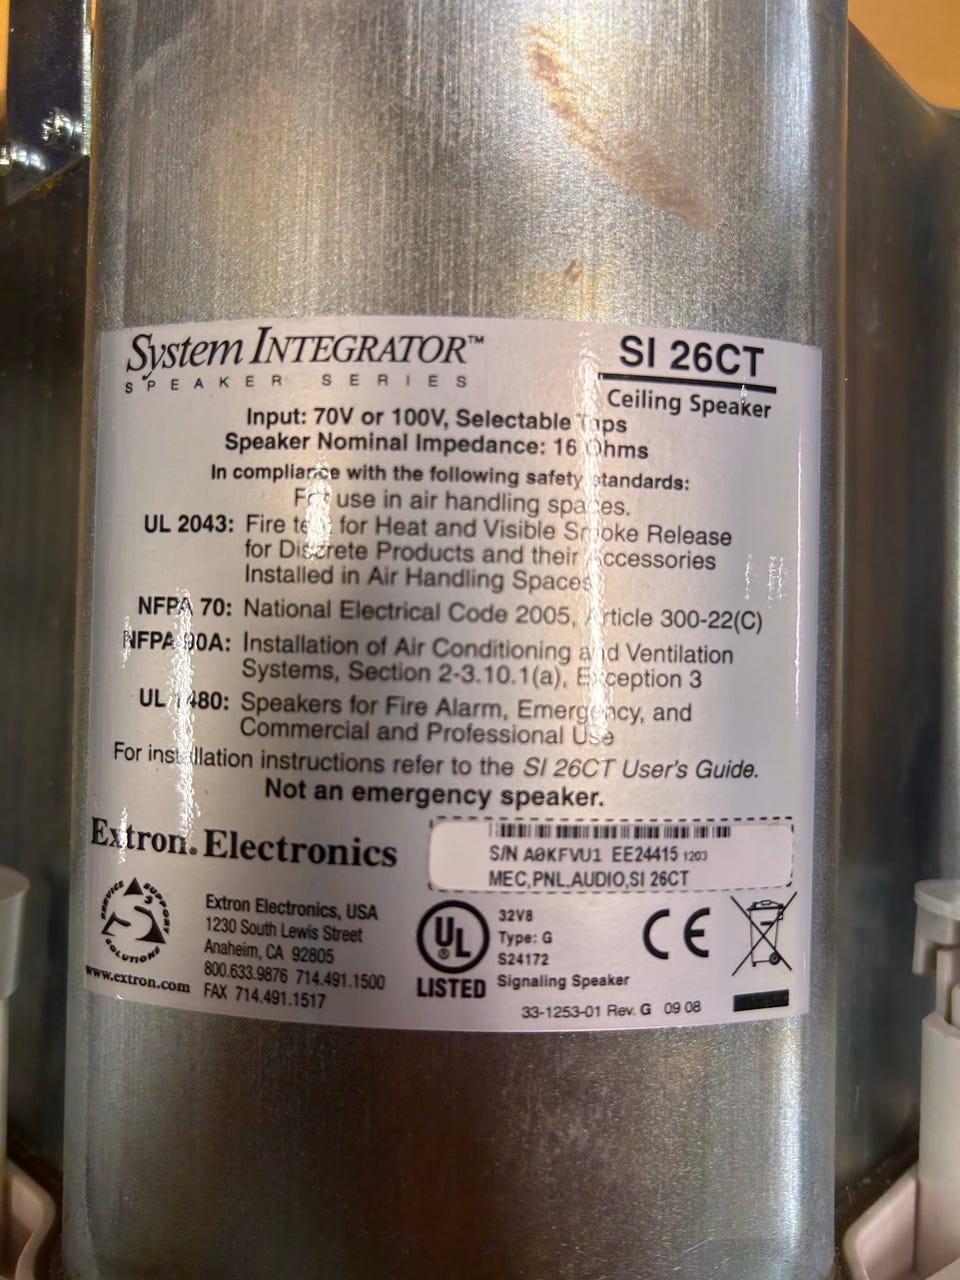 System INTEGRATOR™
SPEAKER SERIES
SI 26CT
Ceiling Speaker
Input: 70V or 100V, Selectable Taps
Speaker Nominal Impedance: 16 Ohms
In compliance with the following safety standards:
For use in air handling spaces.
UL 2043: Fire test for Heat and Visible Smoke Release
for Discrete Products and their Accessories
Installed in Air Handling Spaces
NFPA 70: National Electrical Code 2005, Article 300-22(C)
NFPA 90A: Installation of Air Conditioning and Ventilation
Systems, Section 2-3.10.1(a), Exception 3
UL 1480: Speakers for Fire Alarm, Emergency, and
Commercial and Professional Use
For installation instructions refer to the SI 26CT User's Guide.
Not an emergency speaker.
Extron® Electronics
S/N A0KFVU1 EE24415 1203
MEC,PNL,AUDIO,SI 26CT
SERVICE SUPPORT SOLUTIONS
www.extron.com
Extron Electronics, USA
1230 South Lewis Street
Anaheim, CA 92805
800.633.9876 714.491.1500
FAX 714.491.1517
UL®
LISTED
32V8
Type: G
S24172
Signaling Speaker
CE
33-1253-01 Rev. G 09 08